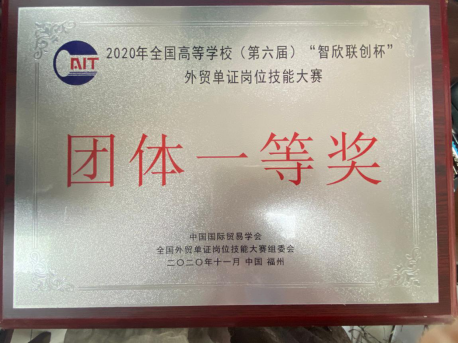 CAIT
2020年全国高等学校（第六届）“智欣联创杯”
外贸单证岗位技能大赛
团体一等奖
中国国际贸易学会
全国外贸单证岗位技能大赛组委会
二〇二〇年十一月 中国 福州